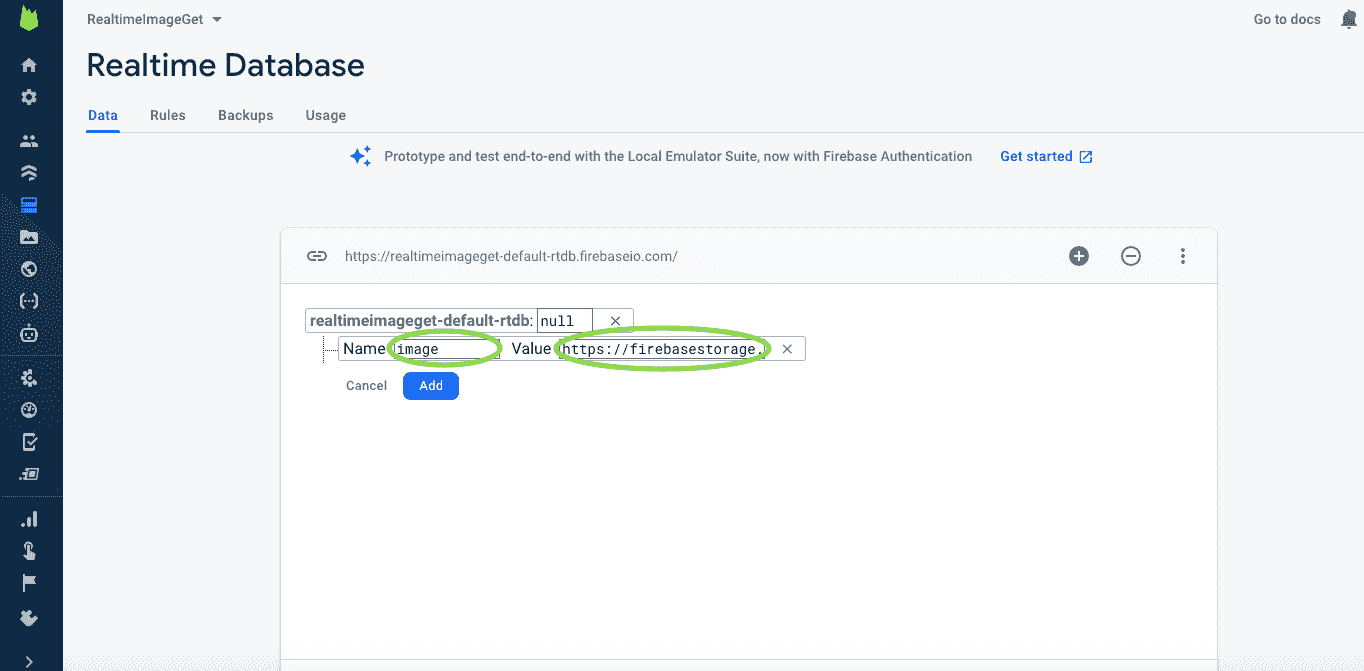 RealtimeImageGet
Go to docs
Realtime Database
Data Rules Backups Usage
Prototype and test end-to-end with the Local Emulator Suite, now with Firebase Authentication Get started
https://realtimeimageget-default-rtdb.firebaseio.com/
realtimeimageget-default-rtdb: null
Name image Value https://firebasestorage.
Cancel Add